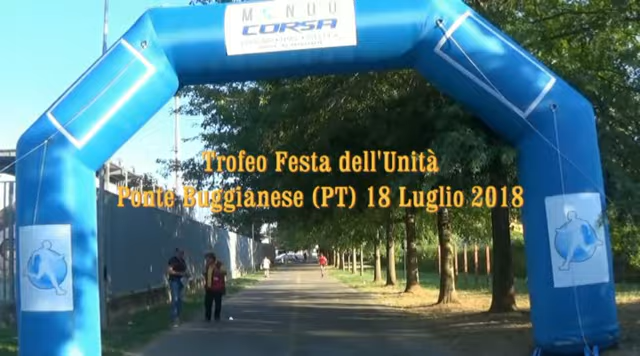 MONDO
CORSA
Trofeo Festa dell'Unità
Ponte Buggianese (PT) 18 Luglio 2018